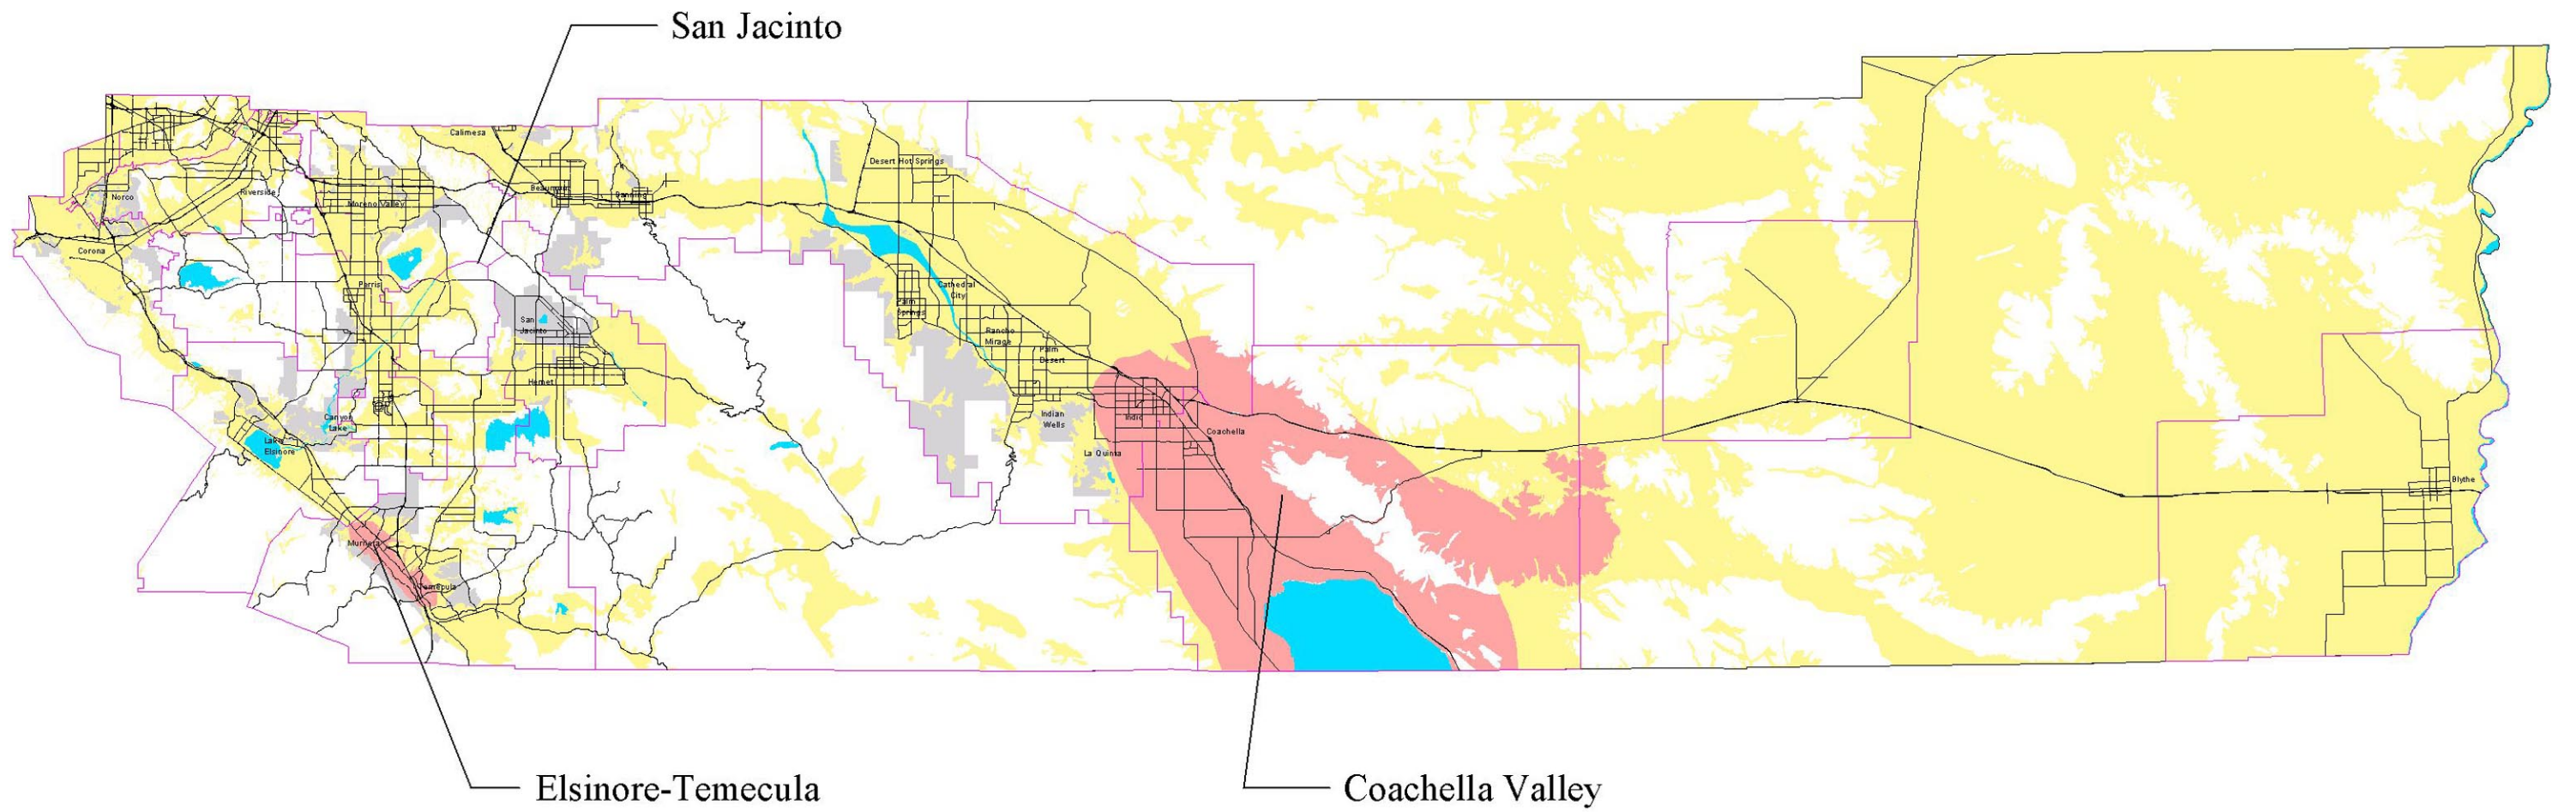 San Jacinto
Calimesa
Desert Hot Springs
Beaumont
Banning
Riverside
Norco
Moreno Valley
Corona
Perris
Cathedral
City
Palm
Springs
San
Jacinto
Rancho
Mirage
Palm
Desert
Hemet
Indian
Wells
Indio
Canyon
Lake
Coachella
Lake
Elsinore
La Quinta
Blythe
Murrieta
Temecula
Elsinore-Temecula
Coachella Valley